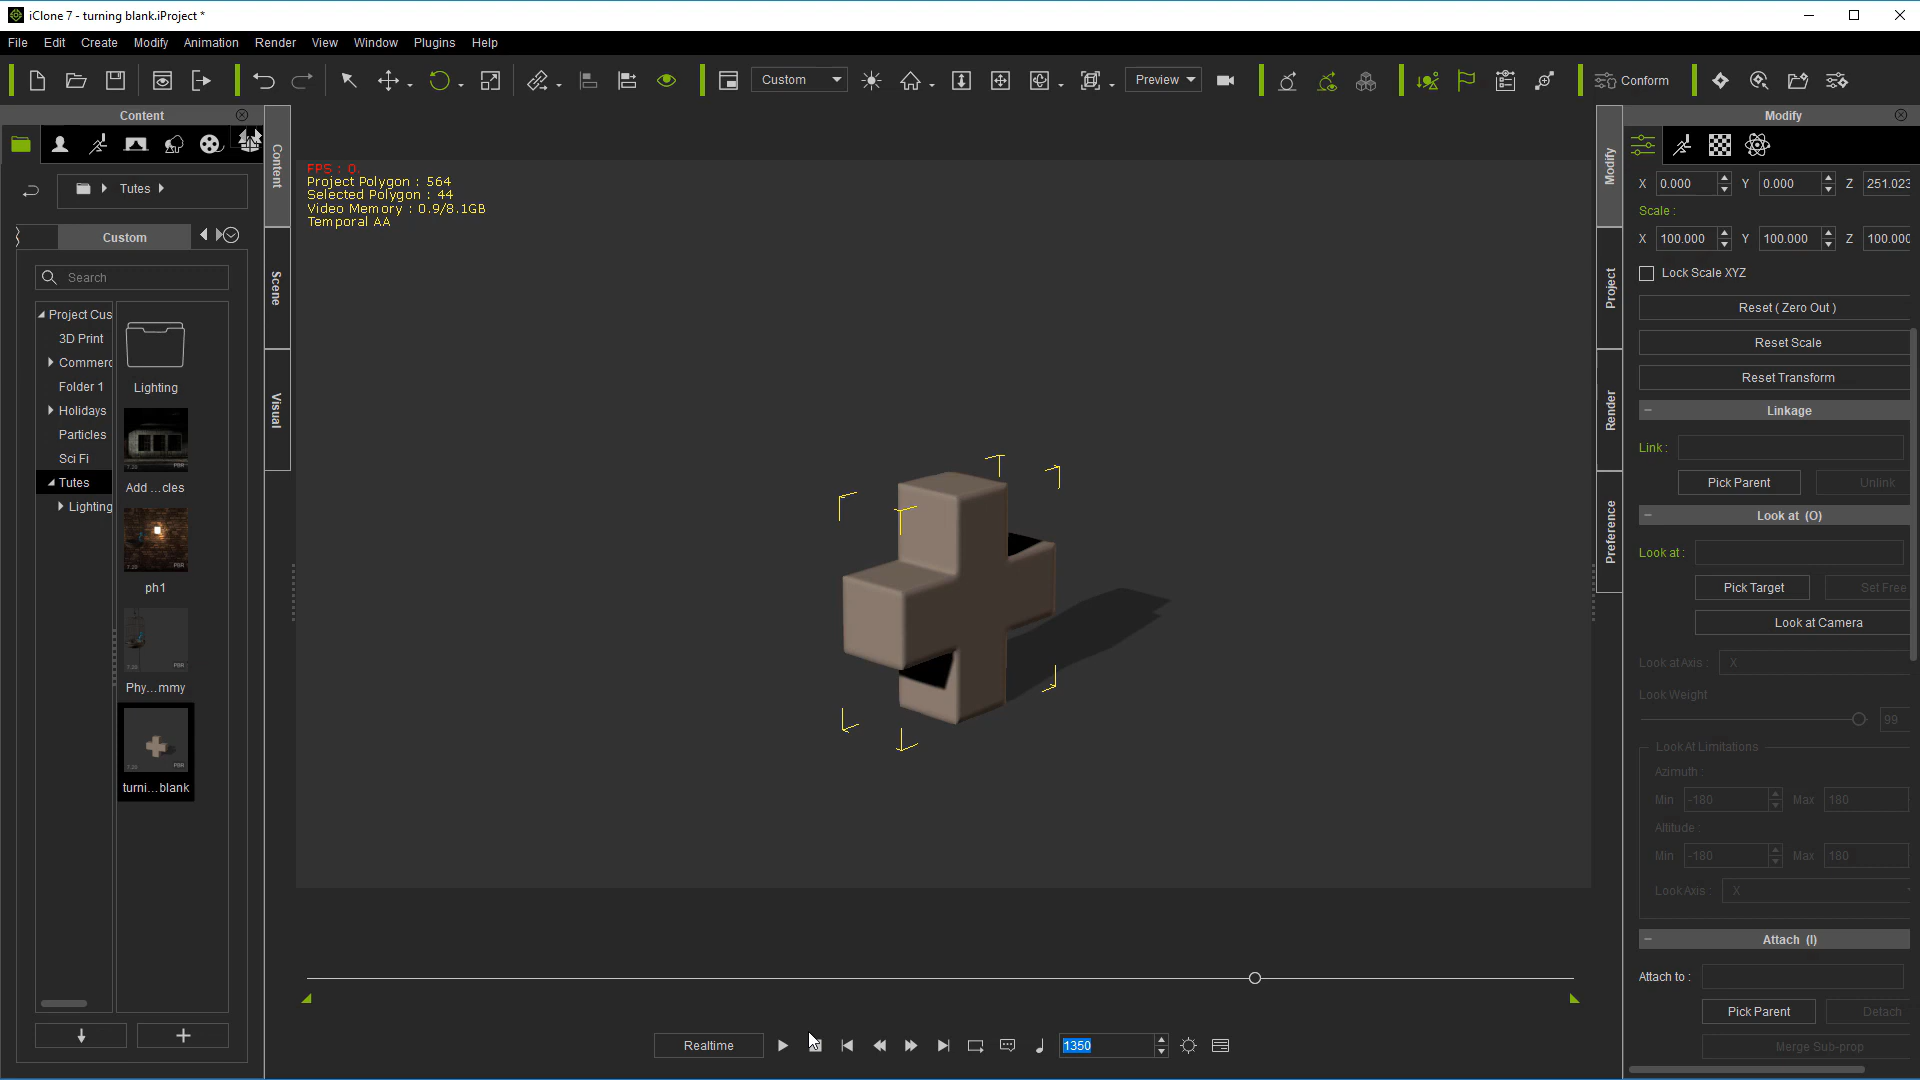 iClone 7 - turning blank.iProject *
File Edit Create Modify Animation Render View Window Plugins Help
Custom
Preview
Conform
Content
Modify
Tutes
Custom
Search
Project Cus
3D Print
Commerc
Folder 1
Holidays
Particles
Sci Fi
Tutes
Lighting
Lighting
Add ...cles
ph1
Phy...mmy
turni...blank
Content
Scene
Visual
FPS : 0.
Project Polygon : 564
Selected Polygon : 44
Video Memory : 0.9/8.1GB
Temporal AA
Realtime
1350
Modify
Project
Render
Preference
X 0.000 Y 0.000 Z 251.023
Scale :
X 100.000 Y 100.000 Z 100.000
Lock Scale XYZ
Reset ( Zero Out )
Reset Scale
Reset Transform
Linkage
Link :
Pick Parent Unlink
Look at (O)
Look at :
Pick Target Set Free
Look at Camera
Look at Axis : X
Look Weight
99
Look At Limitations
Azimuth :
Min -180 Max 180
Altitude :
Min -180 Max 180
Look Axis : X
Attach (I)
Attach to :
Pick Parent Detach
Merge Sub-prop